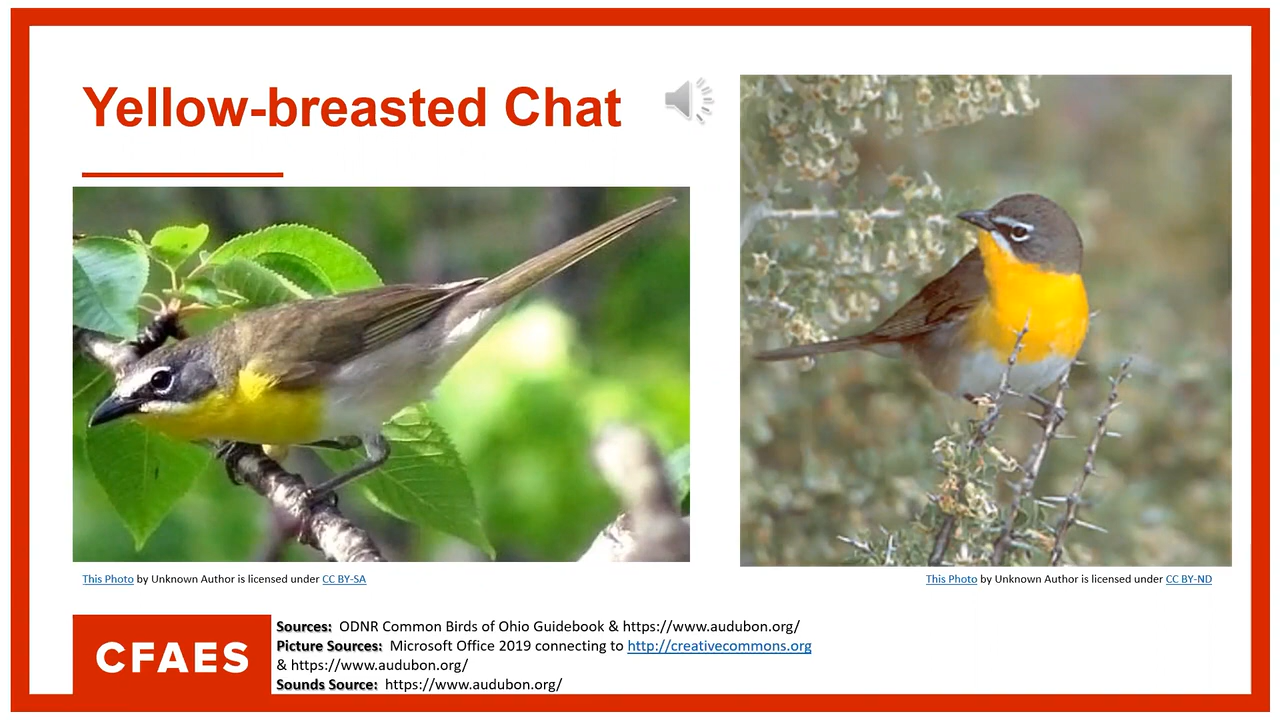 Yellow-breasted Chat
This Photo by Unknown Author is licensed under CC BY-SA
This Photo by Unknown Author is licensed under CC BY-ND
CFAES
Sources: ODNR Common Birds of Ohio Guidebook & https://www.audubon.org/
Picture Sources: Microsoft Office 2019 connecting to http://creativecommons.org
& https://www.audubon.org/
Sounds Source: https://www.audubon.org/